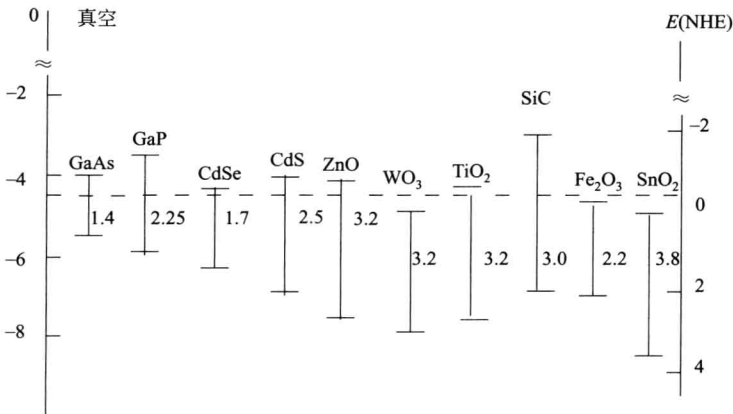 0 真空 E(NHE)
SiC
−2 −2
GaP
GaAs CdSe CdS ZnO WO₃ TiO₂ Fe₂O₃ SnO₂
−4 0
1.4 2.25 1.7 2.5 3.2 3.2 3.2 3.0 2.2 3.8
−6 2
−8 4